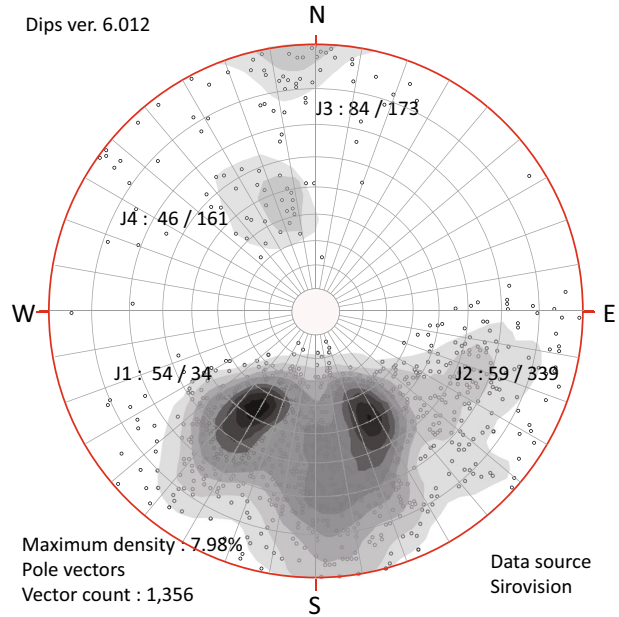 Dips ver. 6.012
N
J3 : 84 / 173
J4 : 46 / 161
W
E
J1 : 54 / 34
J2 : 59 / 339
Maximum density : 7.98%
Pole vectors
Vector count : 1,356
Data source
Sirovision
S